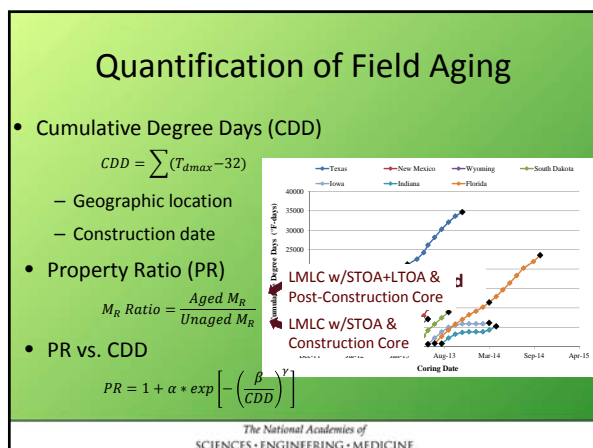 Quantification of Field Aging
• Cumulative Degree Days (CDD)
CDD = ∑(T_dmax−32)
– Geographic location
– Construction date
• Property Ratio (PR)
M_R Ratio = Aged M_R / Unaged M_R
• PR vs. CDD
PR = 1 + α * exp[−(β/CDD)^γ]
Texas New Mexico Wyoming South Dakota
Iowa Indiana Florida
40000
35000
30000
25000
Degree Days (°F-days)
LMLC w/STOA+LTOA &
Post-Construction Core
LMLC w/STOA &
Construction Core
Aug-13 Mar-14 Sep-14 Apr-15
Coring Date
The National Academies of
SCIENCES • ENGINEERING • MEDICINE